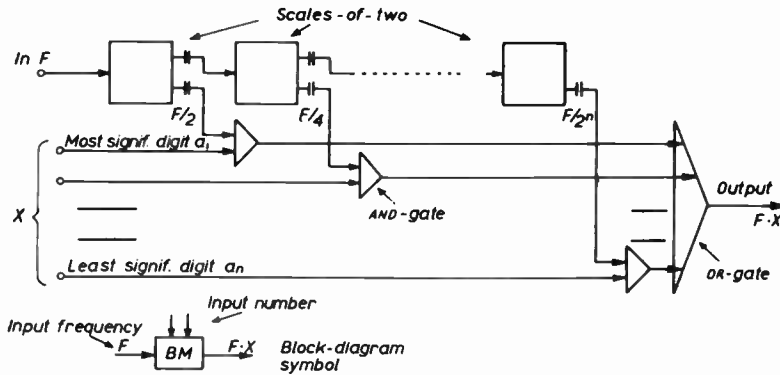 Scales-of-two
In F
F/2
F/4
F/2ⁿ
Most signif. digit a₁
X
AND-gate
Output
F·X
OR-gate
Least signif. digit aₙ
Input number
Input frequency
F
BM
F·X
Block-diagram
symbol